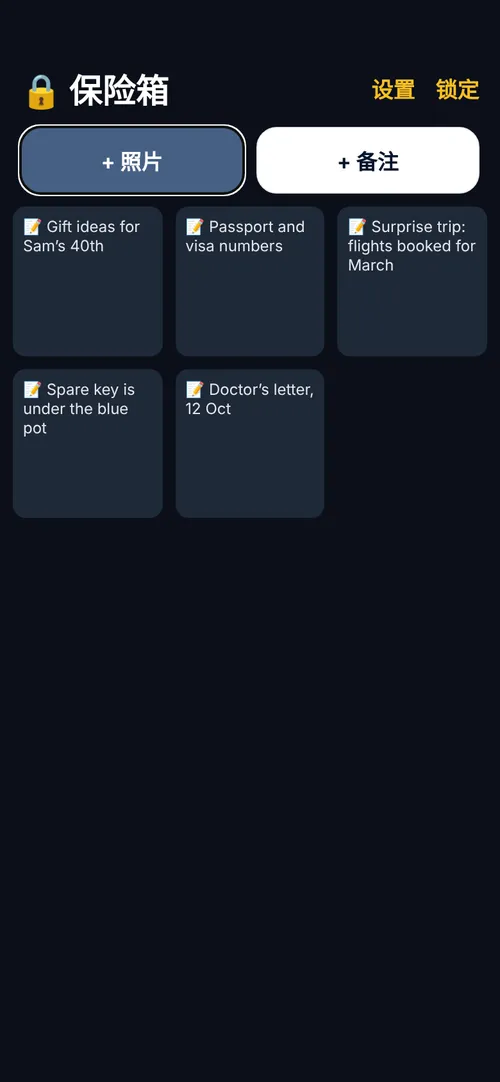 🔒 保险箱
设置 锁定
+ 照片
+ 备注
📝 Gift ideas for
Sam’s 40th
📝 Passport and
visa numbers
📝 Surprise trip:
flights booked for
March
📝 Spare key is
under the blue
pot
📝 Doctor’s letter,
12 Oct